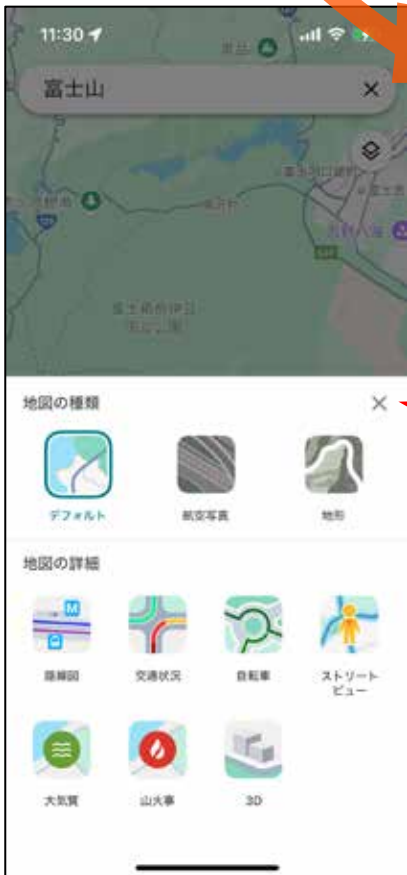 11:30
富士山
地図の種類
デフォルト
航空写真
地形
地図の詳細
路線図
交通状況
自転車
ストリート
ビュー
大気質
山火事
3D